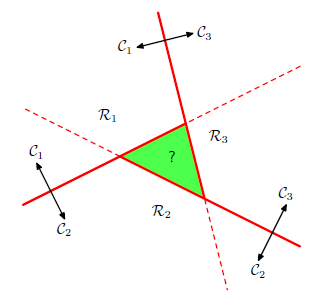 C₁ C₃
R₁
R₃
C₁
?
C₃
R₂
C₂
C₂